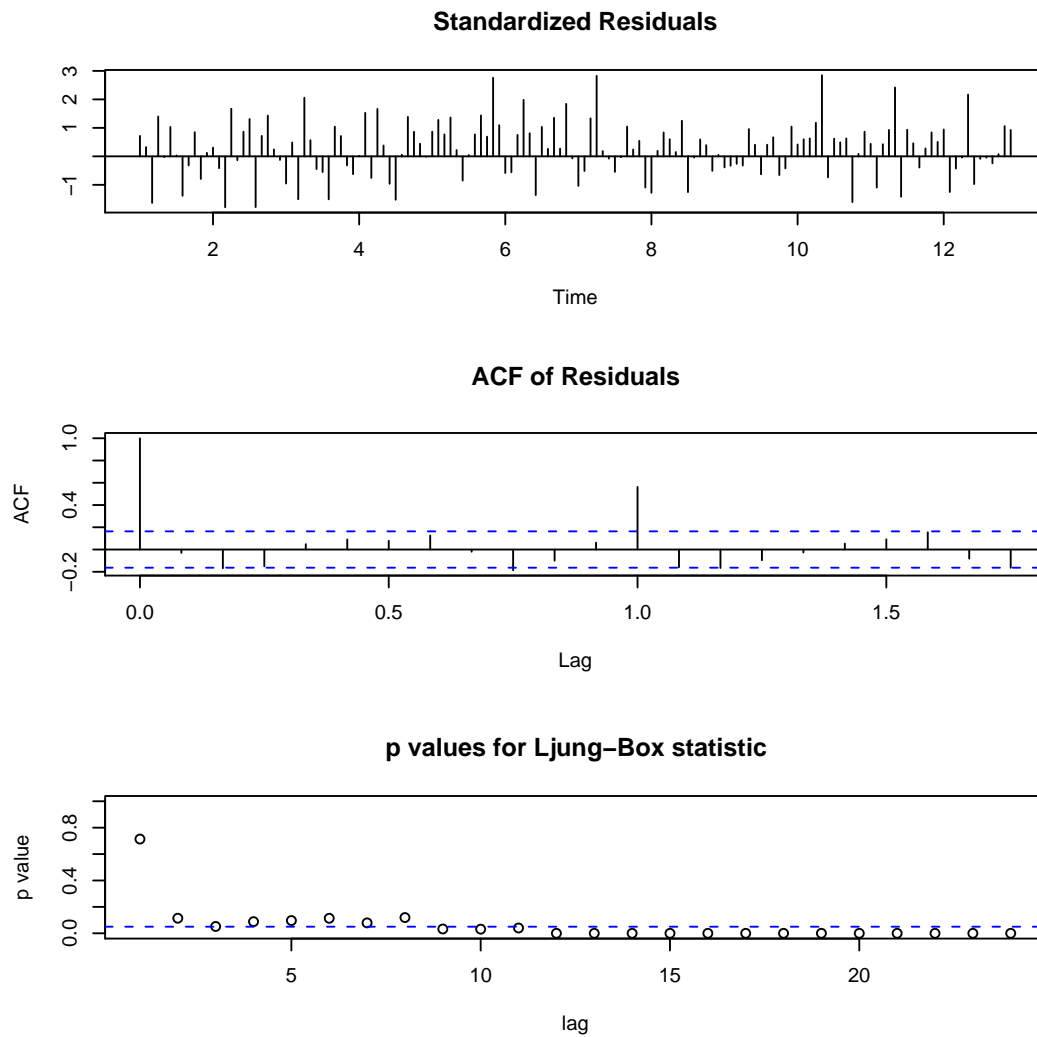 Standardized Residuals
3
2
1
−1
2 4 6 8 10 12
Time
ACF of Residuals
ACF
1.0
0.4
−0.2
0.0 0.5 1.0 1.5
Lag
p values for Ljung−Box statistic
p value
0.8
0.4
0.0
5 10 15 20
lag